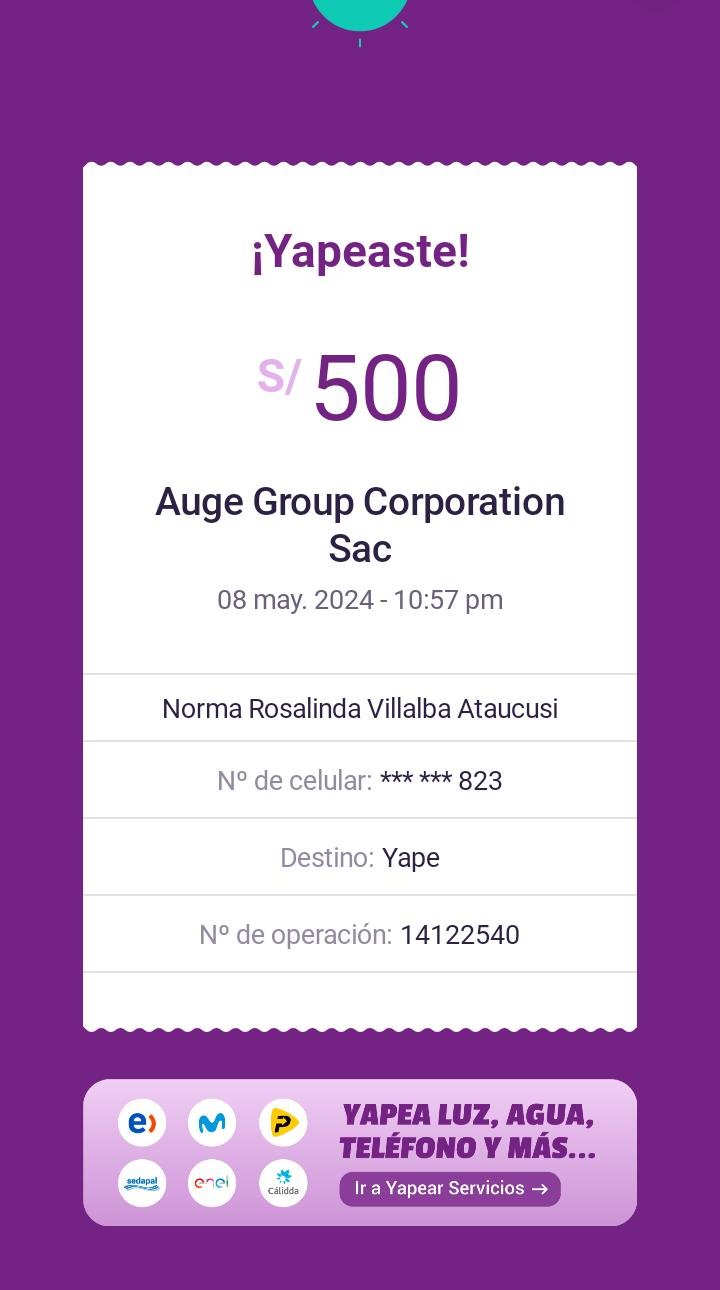 ¡Yapeaste!
S/ 500
Auge Group Corporation
Sac
08 may. 2024 - 10:57 pm
Norma Rosalinda Villalba Ataucusi
Nº de celular: *** *** 823
Destino: Yape
Nº de operación: 14122540
e) M P YAPEA LUZ, AGUA,
TELÉFONO Y MÁS...
sedapal enel Cálidda
Ir a Yapear Servicios →